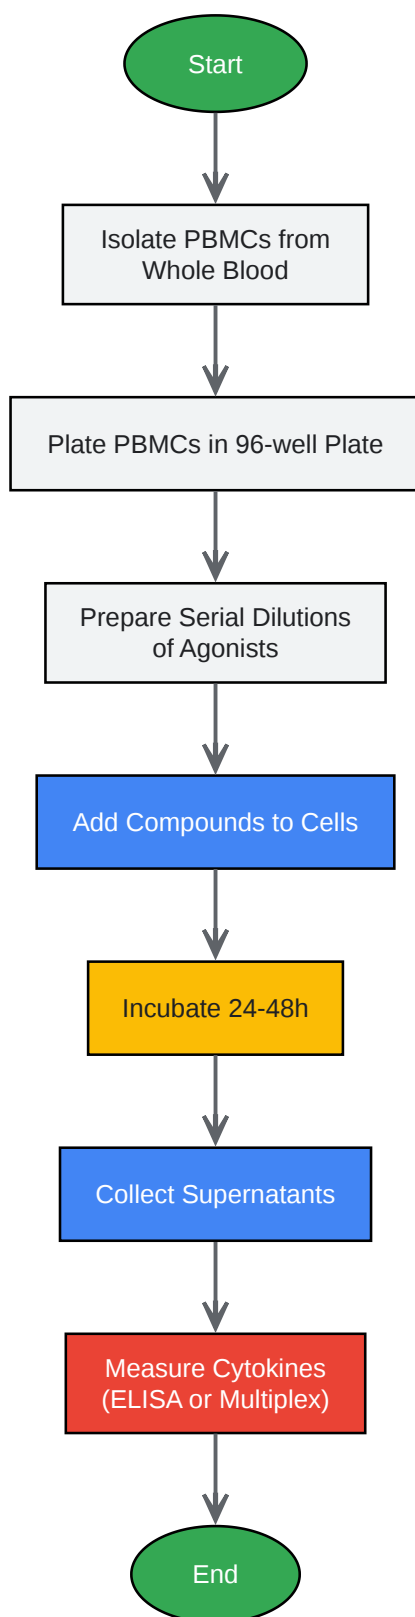 Start
Isolate PBMCs from
Whole Blood
Plate PBMCs in 96-well Plate
Prepare Serial Dilutions
of Agonists
Add Compounds to Cells
Incubate 24-48h
Collect Supernatants
Measure Cytokines
(ELISA or Multiplex)
End